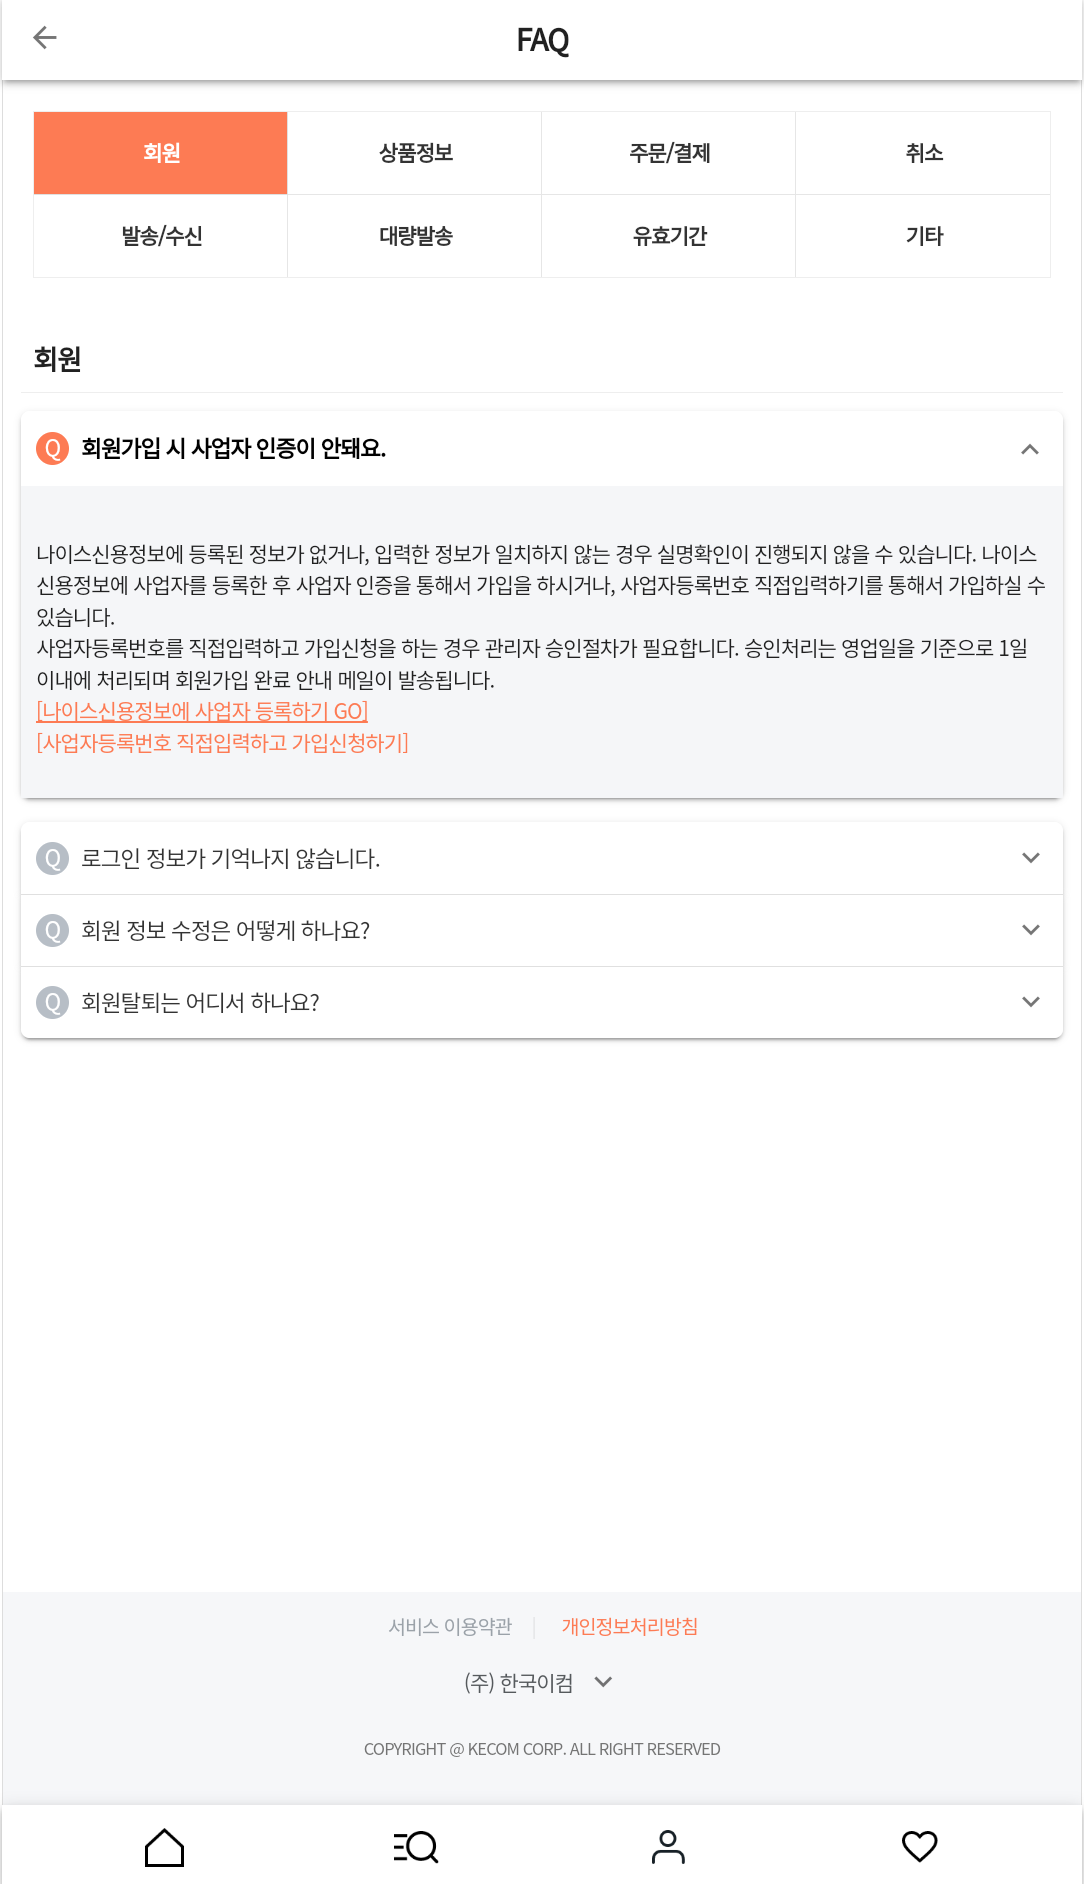 FAQ
회원 상품정보 주문/결제 취소
발송/수신 대량발송 유효기간 기타
회원
Q 회원가입 시 사업자 인증이 안돼요.
나이스신용정보에 등록된 정보가 없거나, 입력한 정보가 일치하지 않는 경우 실명확인이 진행되지 않을 수 있습니다. 나이스
신용정보에 사업자를 등록한 후 사업자 인증을 통해서 가입을 하시거나, 사업자등록번호 직접입력하기를 통해서 가입하실 수
있습니다.
사업자등록번호를 직접입력하고 가입신청을 하는 경우 관리자 승인절차가 필요합니다. 승인처리는 영업일을 기준으로 1일
이내에 처리되며 회원가입 완료 안내 메일이 발송됩니다.
[나이스신용정보에 사업자 등록하기 GO]
[사업자등록번호 직접입력하고 가입신청하기]
Q 로그인 정보가 기억나지 않습니다.
Q 회원 정보 수정은 어떻게 하나요?
Q 회원탈퇴는 어디서 하나요?
서비스 이용약관 | 개인정보처리방침
(주) 한국이컴
COPYRIGHT @ KECOM CORP. ALL RIGHT RESERVED